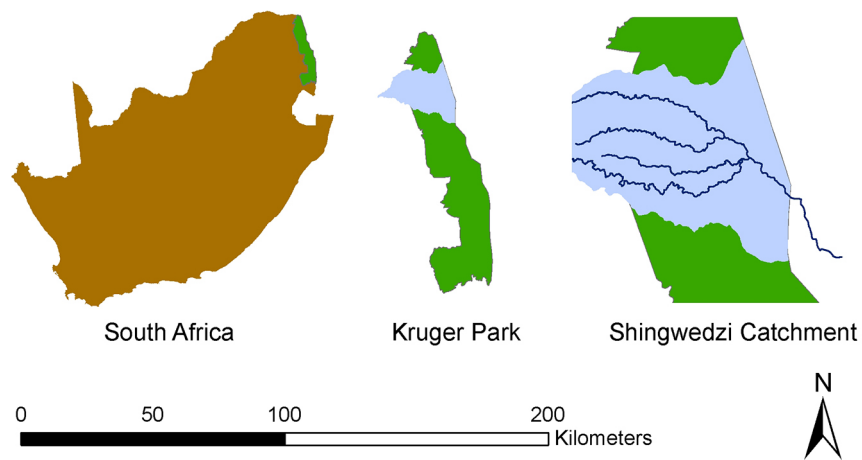 South Africa
Kruger Park
Shingwedzi Catchment
N
0 50 100 200
Kilometers